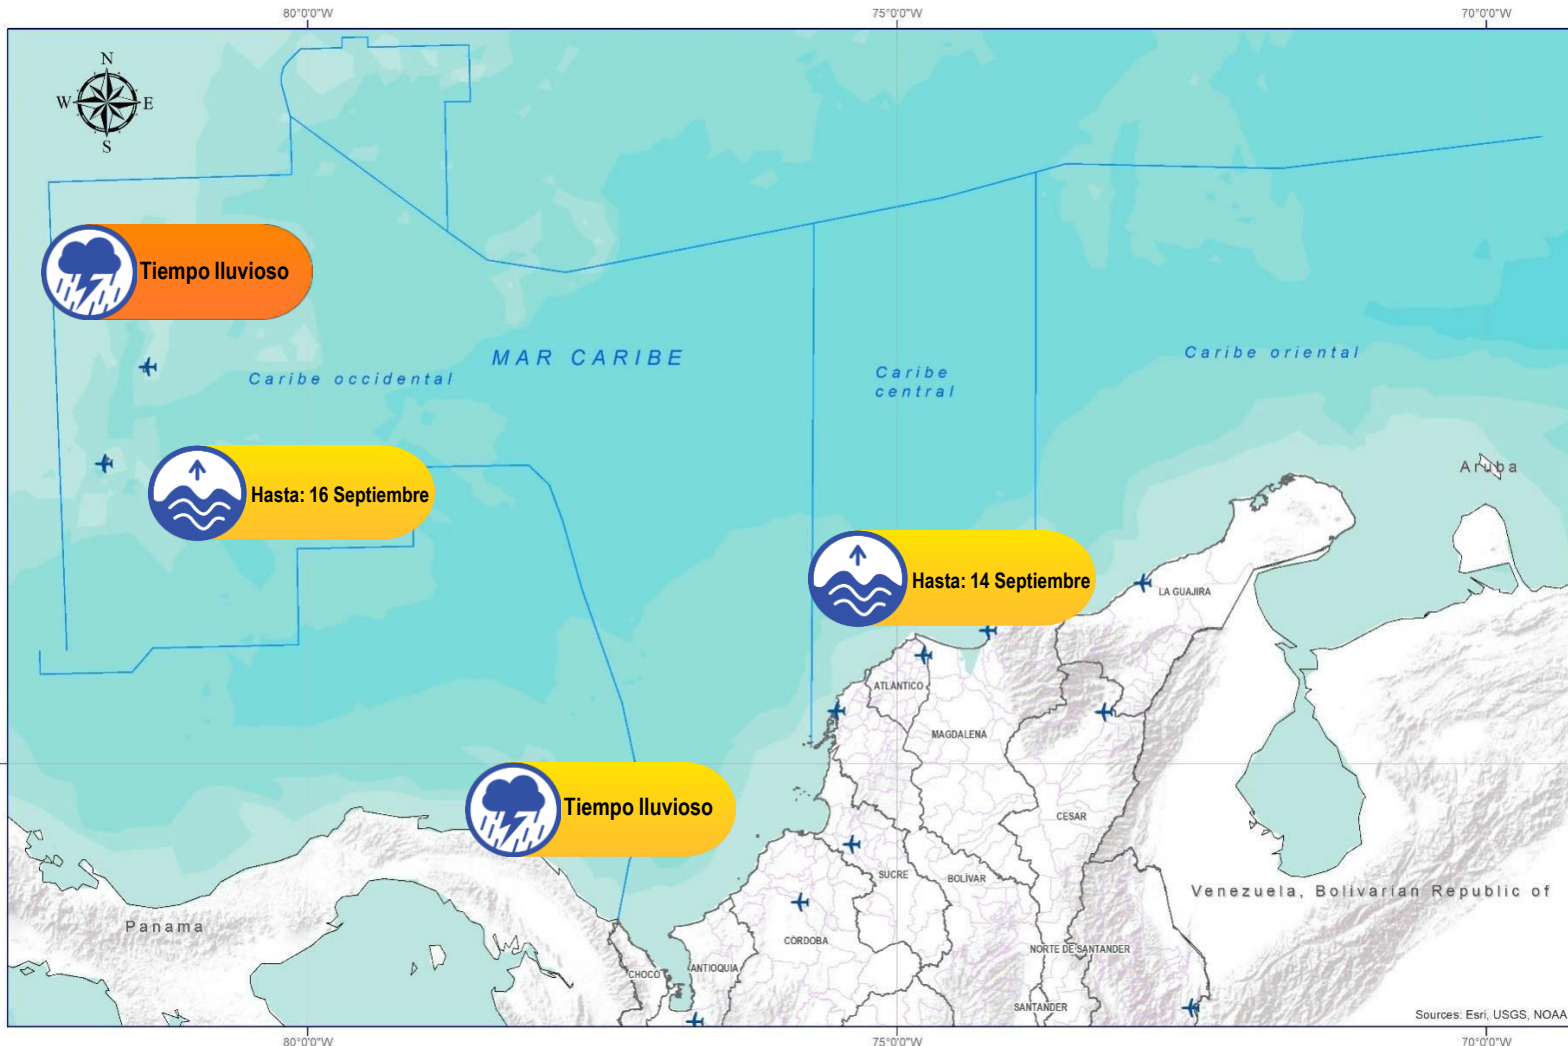 80°0'0"W
75°0'0"W
70°0'0"W
N
W
E
S
Tiempo lluvioso
MAR CARIBE
Caribe occidental
Caribe
central
Caribe oriental
Aruba
Hasta: 16 Septiembre
Hasta: 14 Septiembre
LA GUAJIRA
ATLANTICO
MAGDALENA
Tiempo lluvioso
CESAR
SUCRE
BOLÍVAR
Venezuela, Bolivarian Republic of
Panama
CÓRDOBA
NORTE DE SANTANDER
CHOCÓ
ANTIOQUIA
SANTANDER
Sources: Esri, USGS, NOAA
80°0'0"W
75°0'0"W
70°0'0"W